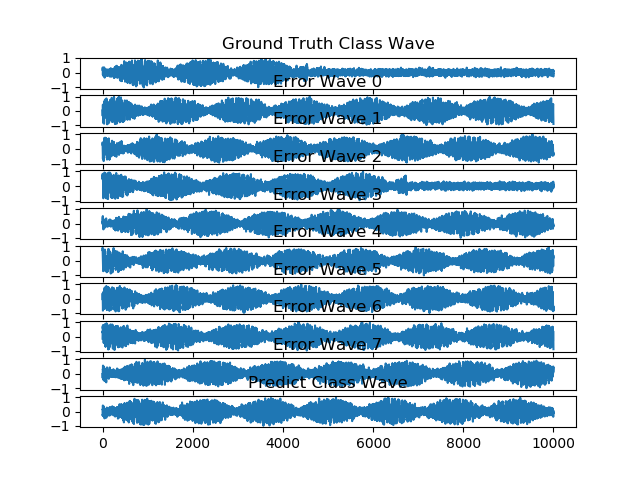 Ground Truth Class Wave
1
0
−1
Error Wave 0
1
0
−1
Error Wave 1
1
0
−1
Error Wave 2
1
0
−1
Error Wave 3
1
0
−1
Error Wave 4
1
0
−1
Error Wave 5
1
0
−1
Error Wave 6
1
0
−1
Error Wave 7
1
0
−1
Predict Class Wave
1
0
−1
0 2000 4000 6000 8000 10000